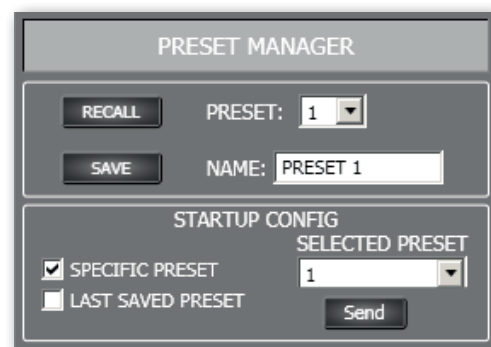 PRESET MANAGER
RECALL PRESET: 1
SAVE NAME: PRESET 1
STARTUP CONFIG
SELECTED PRESET
SPECIFIC PRESET 1
LAST SAVED PRESET Send